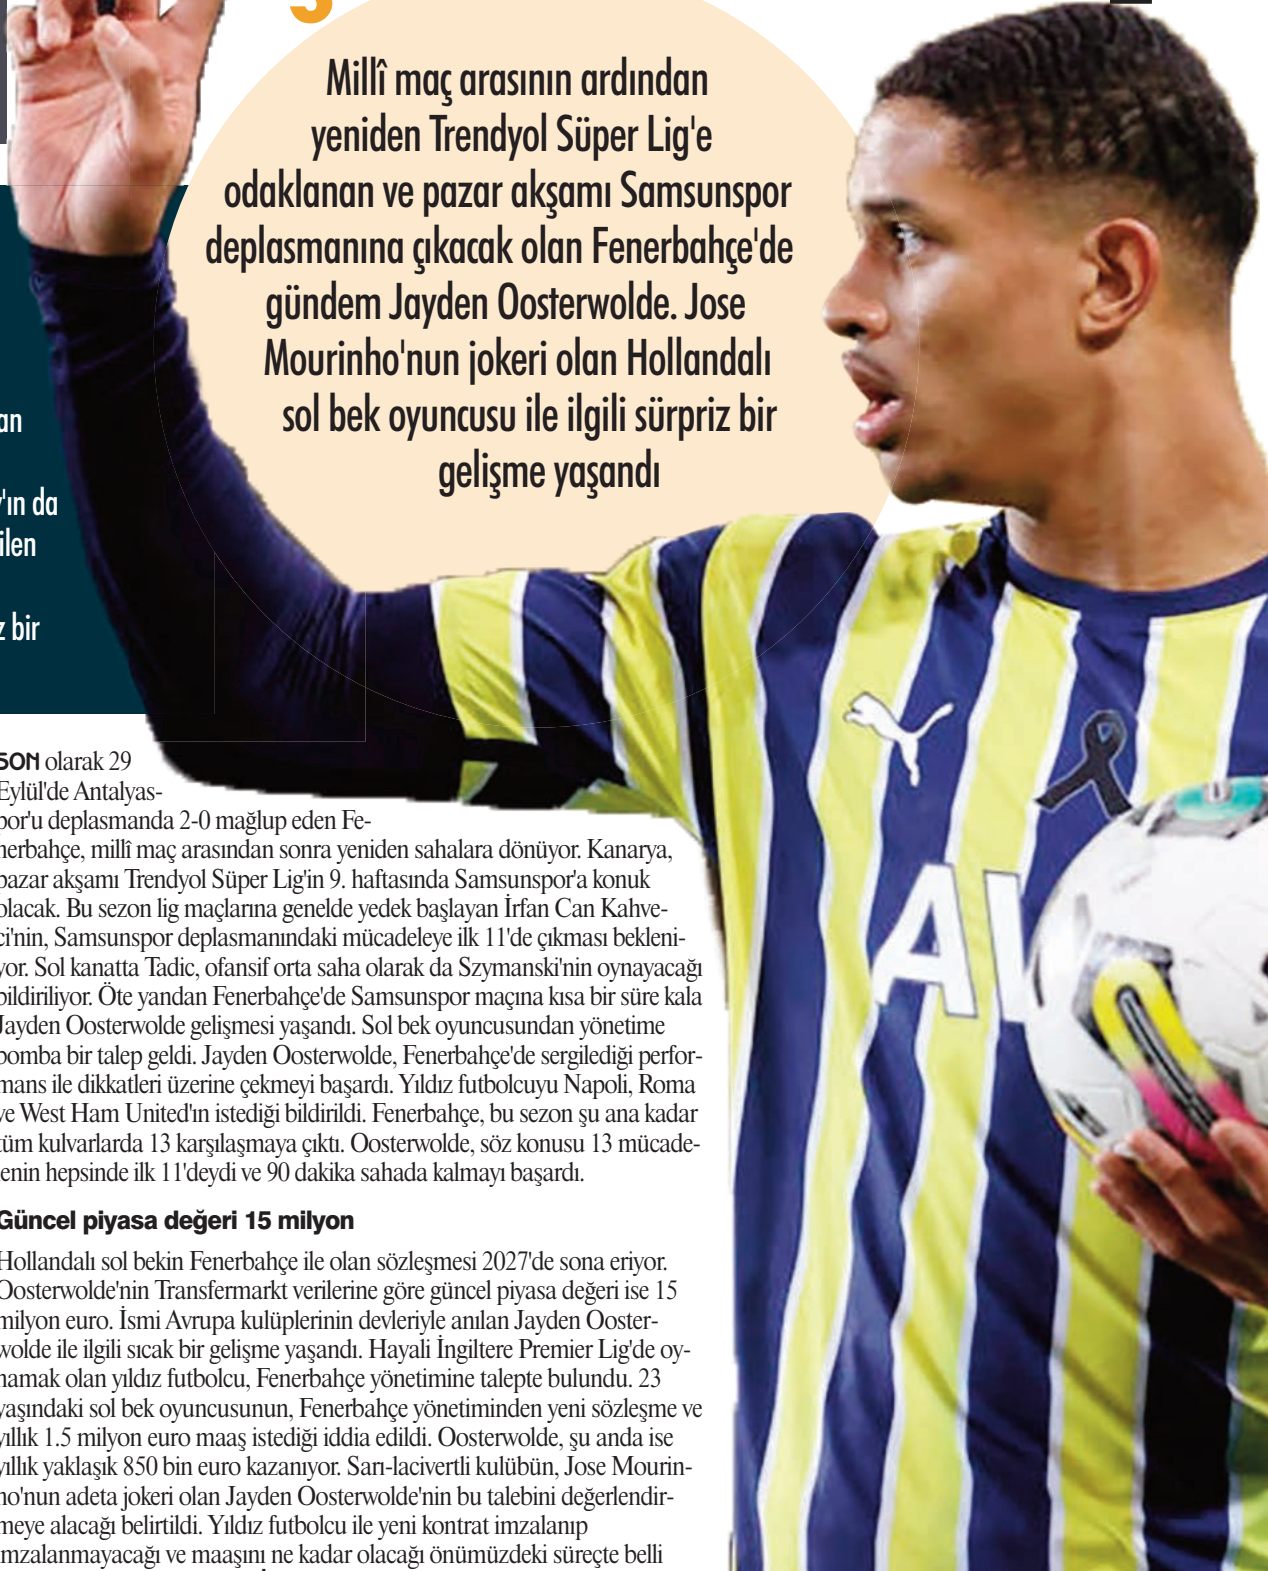 Millî maç arasının ardından
yeniden Trendyol Süper Lig'e
odaklanan ve pazar akşamı Samsunspor
deplasmanına çıkacak olan Fenerbahçe'de
gündem Jayden Oosterwolde. Jose
Mourinho'nun jokeri olan Hollandalı
sol bek oyuncusu ile ilgili sürpriz bir
gelişme yaşandı
an
'ın da
ilen
z bir
SON olarak 29
Eylül'de Antalyas-
por'u deplasmanda 2-0 mağlup eden Fe-
nerbahçe, millî maç arasından sonra yeniden sahalara dönüyor. Kanarya,
pazar akşamı Trendyol Süper Lig'in 9. haftasında Samsunspor'a konuk
olacak. Bu sezon lig maçlarına genelde yedek başlayan İrfan Can Kahve-
ci'nin, Samsunspor deplasmanındaki mücadeleye ilk 11'de çıkması bekleni-
yor. Sol kanatta Tadic, ofansif orta saha olarak da Szymanski'nin oynayacağı
bildiriliyor. Öte yandan Fenerbahçe'de Samsunspor maçına kısa bir süre kala
Jayden Oosterwolde gelişmesi yaşandı. Sol bek oyuncusundan yönetime
bomba bir talep geldi. Jayden Oosterwolde, Fenerbahçe'de sergilediği perfor-
mans ile dikkatleri üzerine çekmeyi başardı. Yıldız futbolcuyu Napoli, Roma
ve West Ham United'ın istediği bildirildi. Fenerbahçe, bu sezon şu ana kadar
tüm kulvarlarda 13 karşılaşmaya çıktı. Oosterwolde, söz konusu 13 mücade-
lenin hepsinde ilk 11'deydi ve 90 dakika sahada kalmayı başardı.
Güncel piyasa değeri 15 milyon
Hollandalı sol bekin Fenerbahçe ile olan sözleşmesi 2027'de sona eriyor.
Oosterwolde'nin Transfermarkt verilerine göre güncel piyasa değeri ise 15
milyon euro. İsmi Avrupa kulüplerinin devleriyle anılan Jayden Ooster-
wolde ile ilgili sıcak bir gelişme yaşandı. Hayali İngiltere Premier Lig'de oy-
namak olan yıldız futbolcu, Fenerbahçe yönetimine talepte bulundu. 23
yaşındaki sol bek oyuncusunun, Fenerbahçe yönetiminden yeni sözleşme ve
yıllık 1.5 milyon euro maaş istediği iddia edildi. Oosterwolde, şu anda ise
yıllık yaklaşık 850 bin euro kazanıyor. Sarı-lacivertli kulübün, Jose Mourin-
ho'nun adeta jokeri olan Jayden Oosterwolde'nin bu talebini değerlendir-
meye alacağı belirtildi. Yıldız futbolcu ile yeni kontrat imzalanıp
imzalanmayacağı ve maaşını ne kadar olacağı önümüzdeki süreçte belli